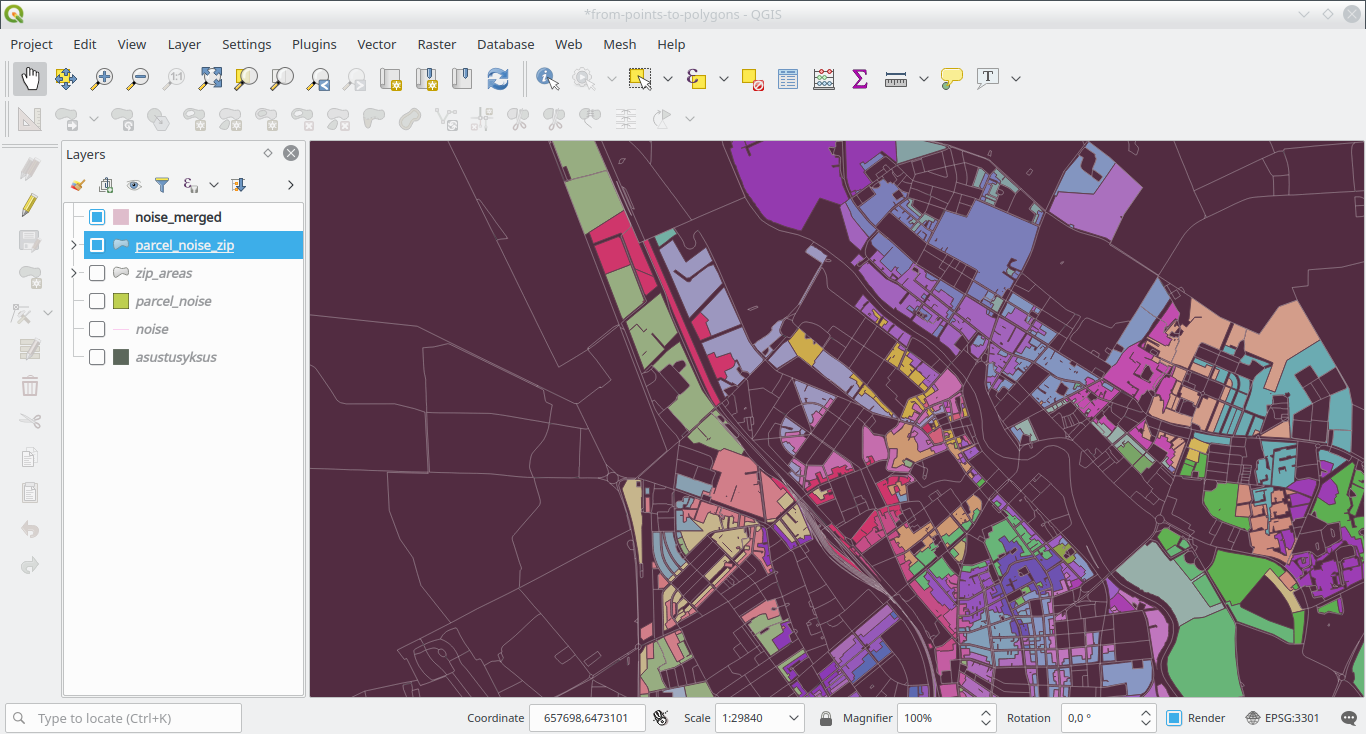 *from-points-to-polygons - QGIS
Project Edit View Layer Settings Plugins Vector Raster Database Web Mesh Help
1:1
T
Layers
noise_merged
parcel_noise_zip
zip_areas
parcel_noise
noise
asustusyksus
Type to locate (Ctrl+K) Coordinate 657698,6473101 Scale 1:29840 Magnifier 100% Rotation 0,0 ° Render EPSG:3301